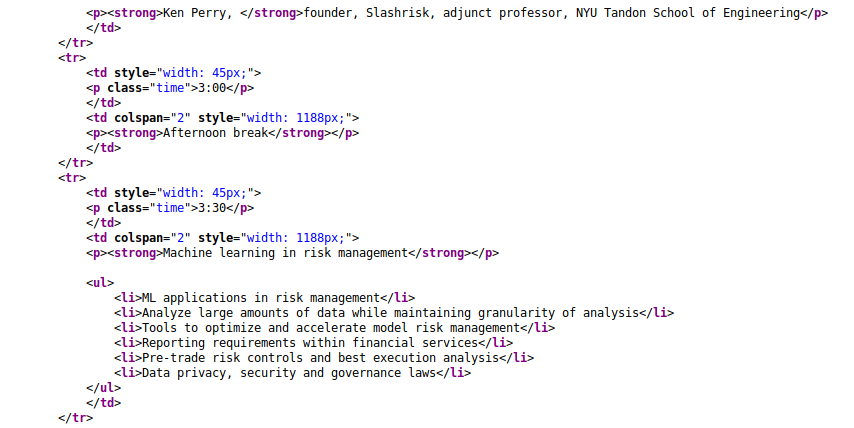 <p><strong>Ken Perry, </strong>founder, Slashrisk, adjunct professor, NYU Tandon School of Engineering</p>
</td>
</tr>
<tr>
<td style="width: 45px;">
<p class="time">3:00</p>
</td>
<td colspan="2" style="width: 1188px;">
<p><strong>Afternoon break</strong></p>
</td>
</tr>
<tr>
<td style="width: 45px;">
<p class="time">3:30</p>
</td>
<td colspan="2" style="width: 1188px;">
<p><strong>Machine learning in risk management</strong></p>
<ul>
<li>ML applications in risk management</li>
<li>Analyze large amounts of data while maintaining granularity of analysis</li>
<li>Tools to optimize and accelerate model risk management</li>
<li>Reporting requirements within financial services</li>
<li>Pre-trade risk controls and best execution analysis</li>
<li>Data privacy, security and governance laws</li>
</ul>
</td>
</tr>